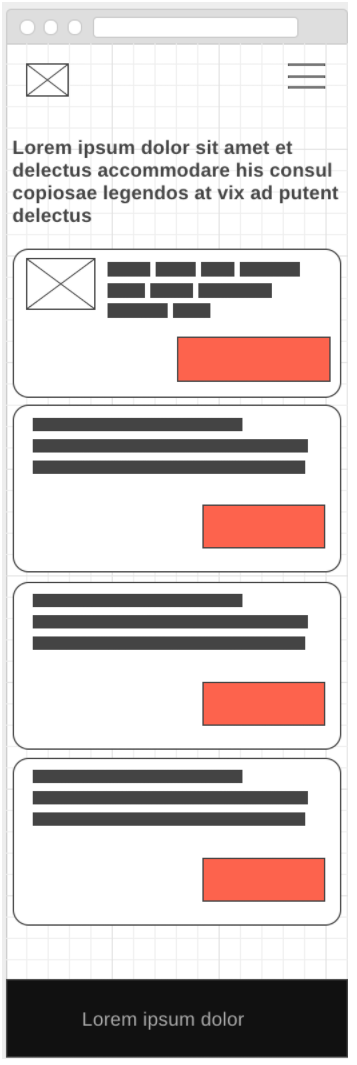 Lorem ipsum dolor sit amet et
delectus accommodare his consul
copiosae legendos at vix ad putent
delectus
Lorem ipsum dolor